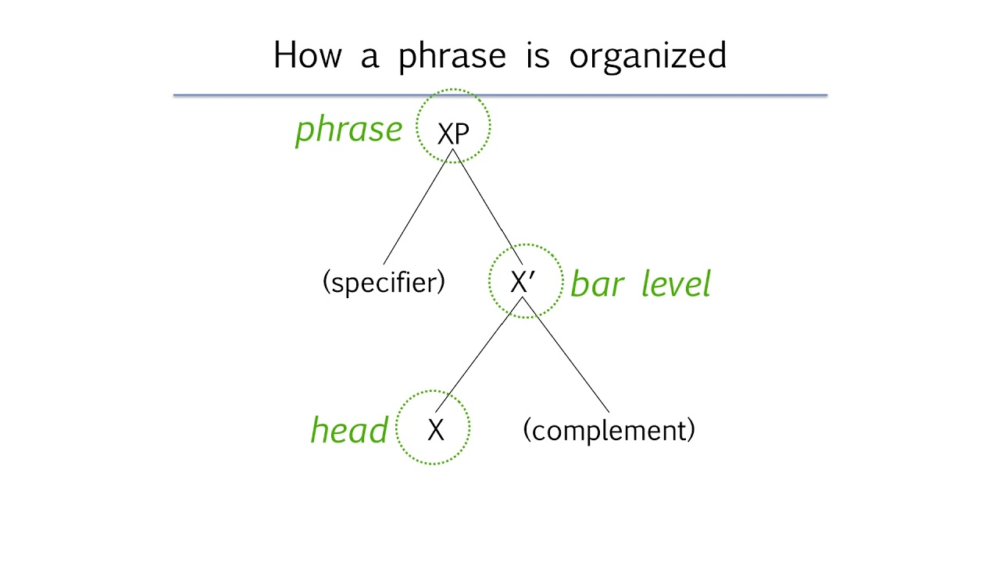 How a phrase is organized
phrase XP
(specifier) X′ bar level
head X (complement)